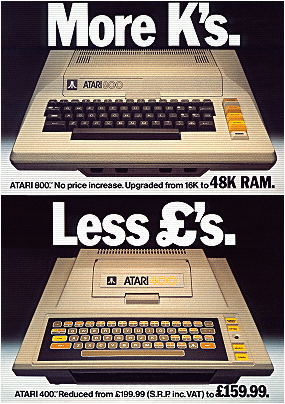 More K's.
ATARI 800
ATARI 800.™ No price increase. Upgraded from 16K to 48K RAM.
Less £'s.
ATARI 400
ATARI 400.™ Reduced from £199.99 (S.R.P. inc. VAT) to £159.99.